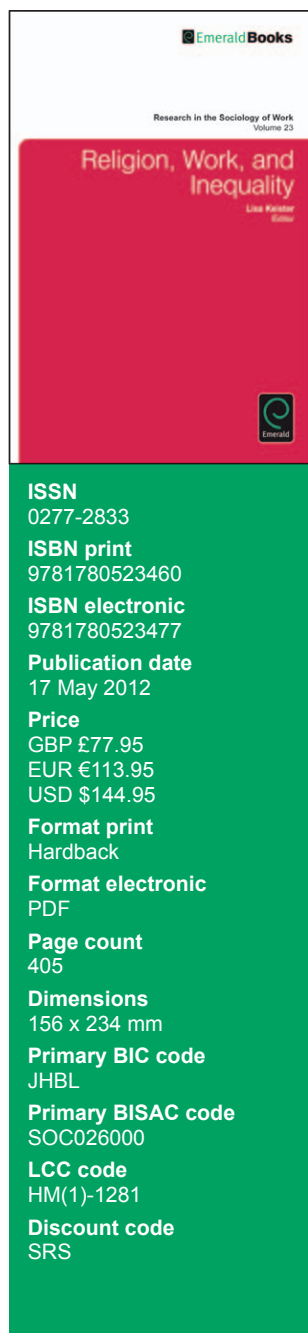 Emerald Books
Research in the Sociology of Work
Volume 23
Religion, Work, and
Inequality
Lisa Keister
Editor
Emerald
ISSN
0277-2833
ISBN print
9781780523460
ISBN electronic
9781780523477
Publication date
17 May 2012
Price
GBP £77.95
EUR €113.95
USD $144.95
Format print
Hardback
Format electronic
PDF
Page count
405
Dimensions
156 x 234 mm
Primary BIC code
JHBL
Primary BISAC code
SOC026000
LCC code
HM(1)-1281
Discount code
SRS